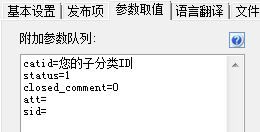 基本设置 发布项 参数取值 语言翻译 文件
附加参数队列:
catid=您的子分类ID
status=1
closed_comment=0
att=
sid=